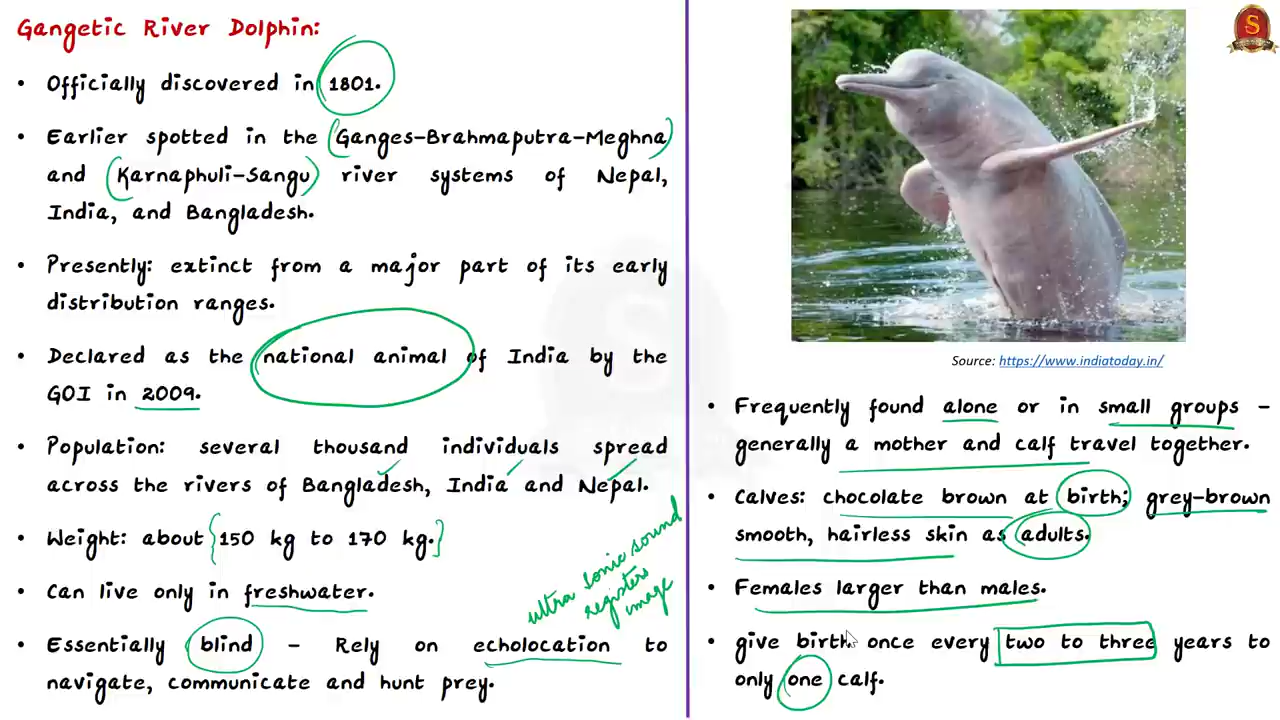 Gangetic River Dolphin:
• Officially discovered in 1801.
• Earlier spotted in the Ganges-Brahmaputra-Meghna
and Karnaphuli-Sangu river systems of Nepal,
India, and Bangladesh.
• Presently: extinct from a major part of its early
distribution ranges.
• Declared as the national animal of India by the
GOI in 2009.
• Population: several thousand individuals spread
across the rivers of Bangladesh, India and Nepal.
• Weight: about 150 kg to 170 kg.
• Can live only in freshwater.
ultra sonic sound
registers
image
• Essentially blind – Rely on echolocation to
navigate, communicate and hunt prey.
Source: https://www.indiatoday.in/
• Frequently found alone or in small groups –
generally a mother and calf travel together.
• Calves: chocolate brown at birth; grey-brown
smooth, hairless skin as adults.
• Females larger than males.
• give birth once every two to three years to
only one calf.